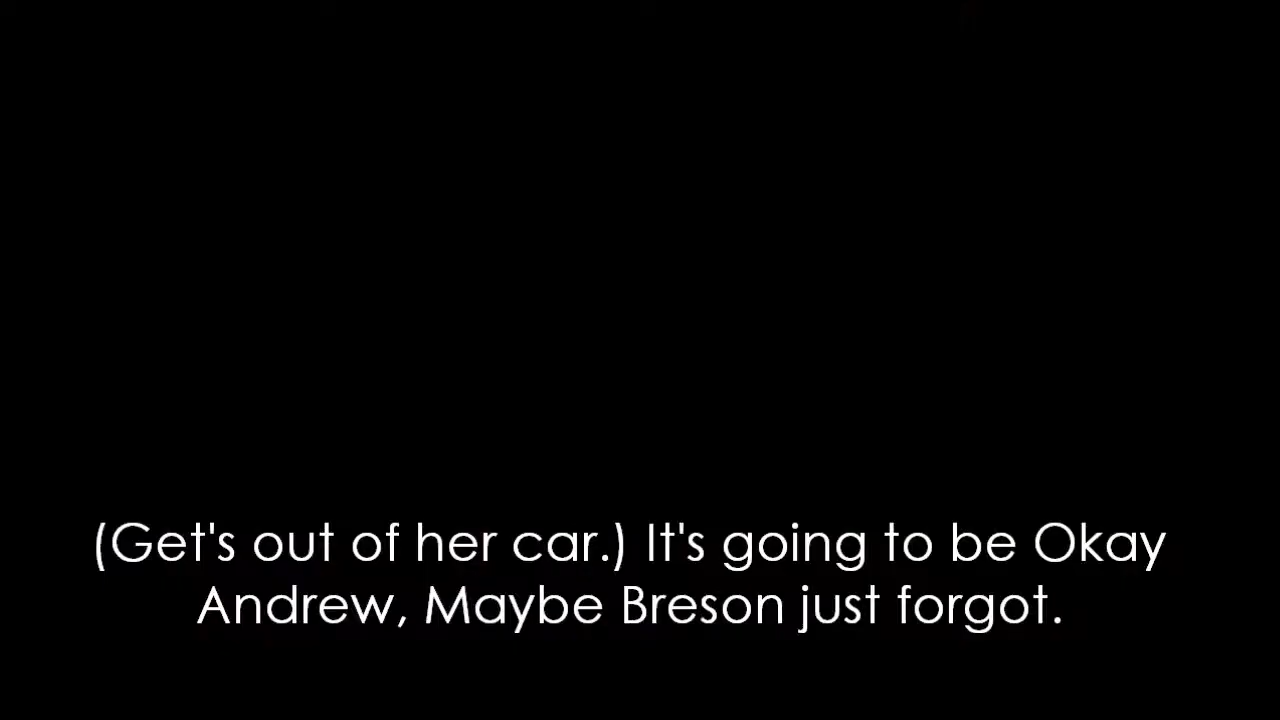 (Get's out of her car.) It's going to be Okay
Andrew, Maybe Breson just forgot.